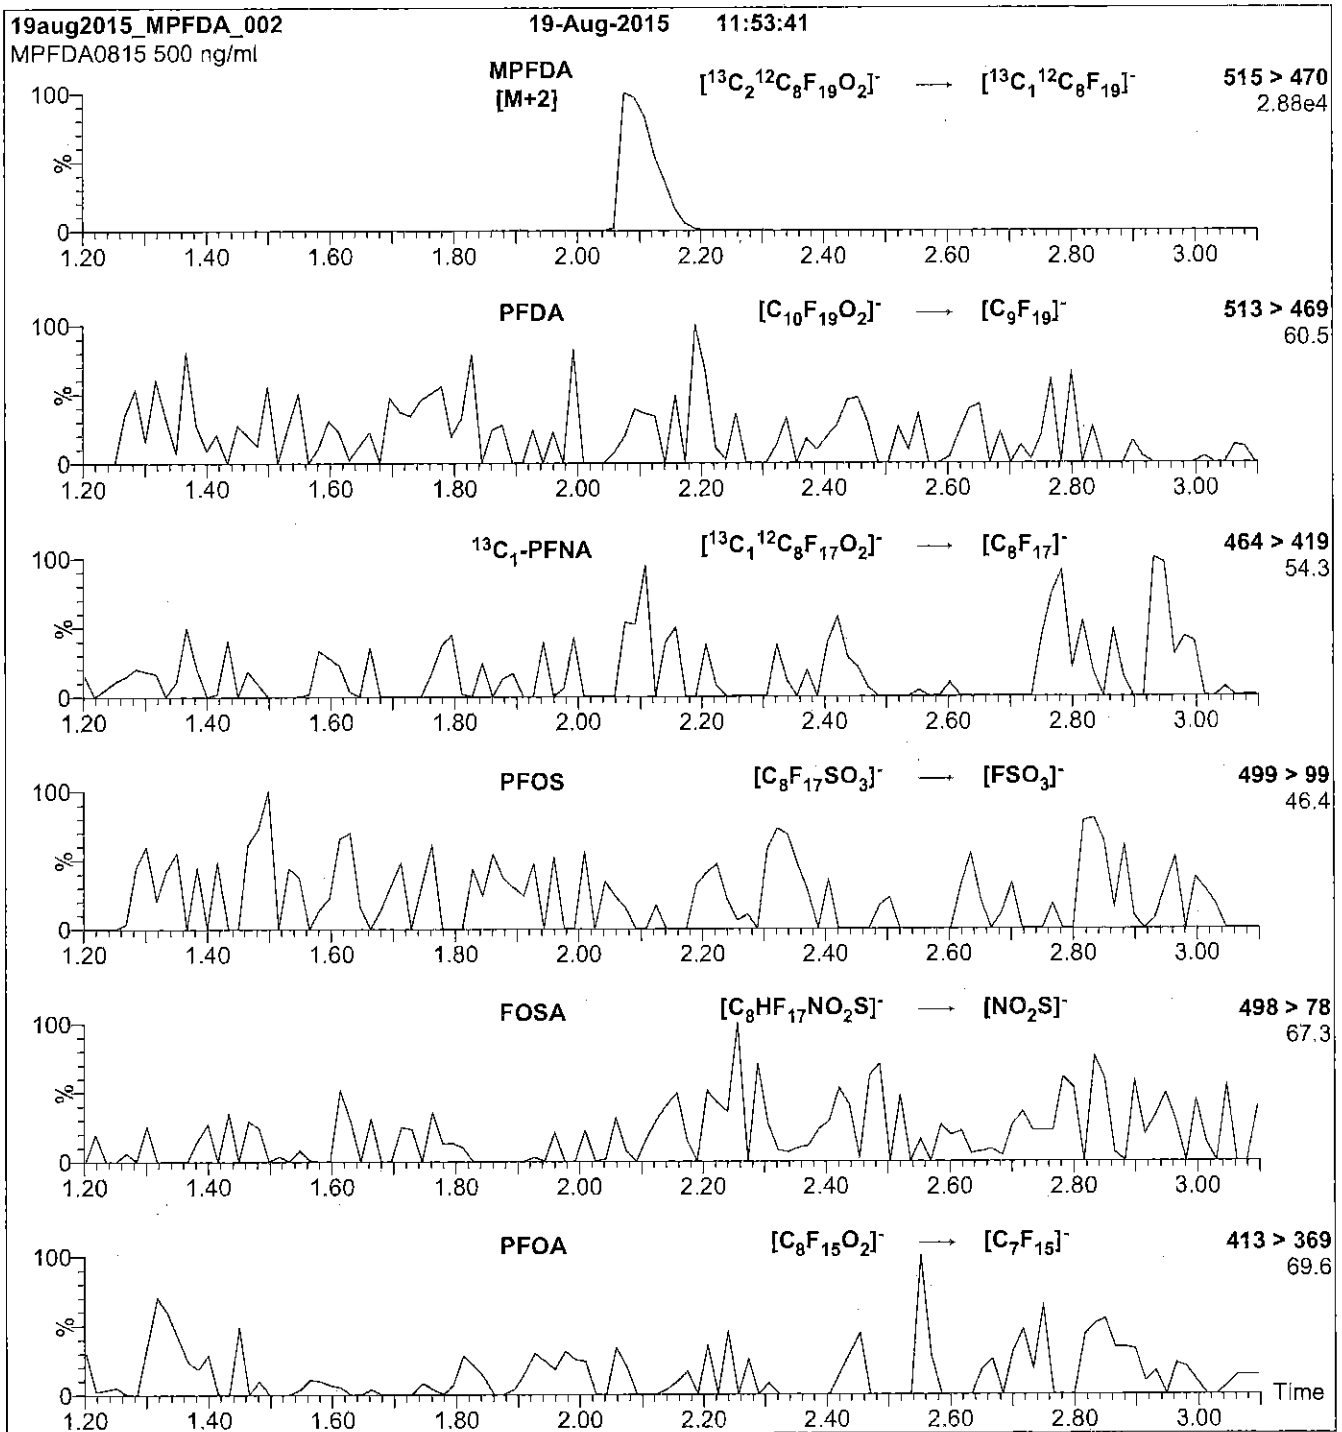 19aug2015_MPFDA_002 19-Aug-2015 11:53:41
MPFDA0815 500 ng/ml
MPFDA [¹³C₂¹²C₈F₁₉O₂]⁻ → [¹³C₁¹²C₈F₁₉]⁻ 515 > 470
[M+2] 2.88e4
100
%
0
1.20 1.40 1.60 1.80 2.00 2.20 2.40 2.60 2.80 3.00
PFDA [C₁₀F₁₉O₂]⁻ → [C₉F₁₉]⁻ 513 > 469
60.5
100
%
0
1.20 1.40 1.60 1.80 2.00 2.20 2.40 2.60 2.80 3.00
¹³C₁-PFNA [¹³C₁¹²C₈F₁₇O₂]⁻ → [C₈F₁₇]⁻ 464 > 419
54.3
100
%
0
1.20 1.40 1.60 1.80 2.00 2.20 2.40 2.60 2.80 3.00
PFOS [C₈F₁₇SO₃]⁻ → [FSO₃]⁻ 499 > 99
46.4
100
%
0
1.20 1.40 1.60 1.80 2.00 2.20 2.40 2.60 2.80 3.00
FOSA [C₈HF₁₇NO₂S]⁻ → [NO₂S]⁻ 498 > 78
67.3
100
%
0
1.20 1.40 1.60 1.80 2.00 2.20 2.40 2.60 2.80 3.00
PFOA [C₈F₁₅O₂]⁻ → [C₇F₁₅]⁻ 413 > 369
69.6
100
%
0 Time
1.20 1.40 1.60 1.80 2.00 2.20 2.40 2.60 2.80 3.00